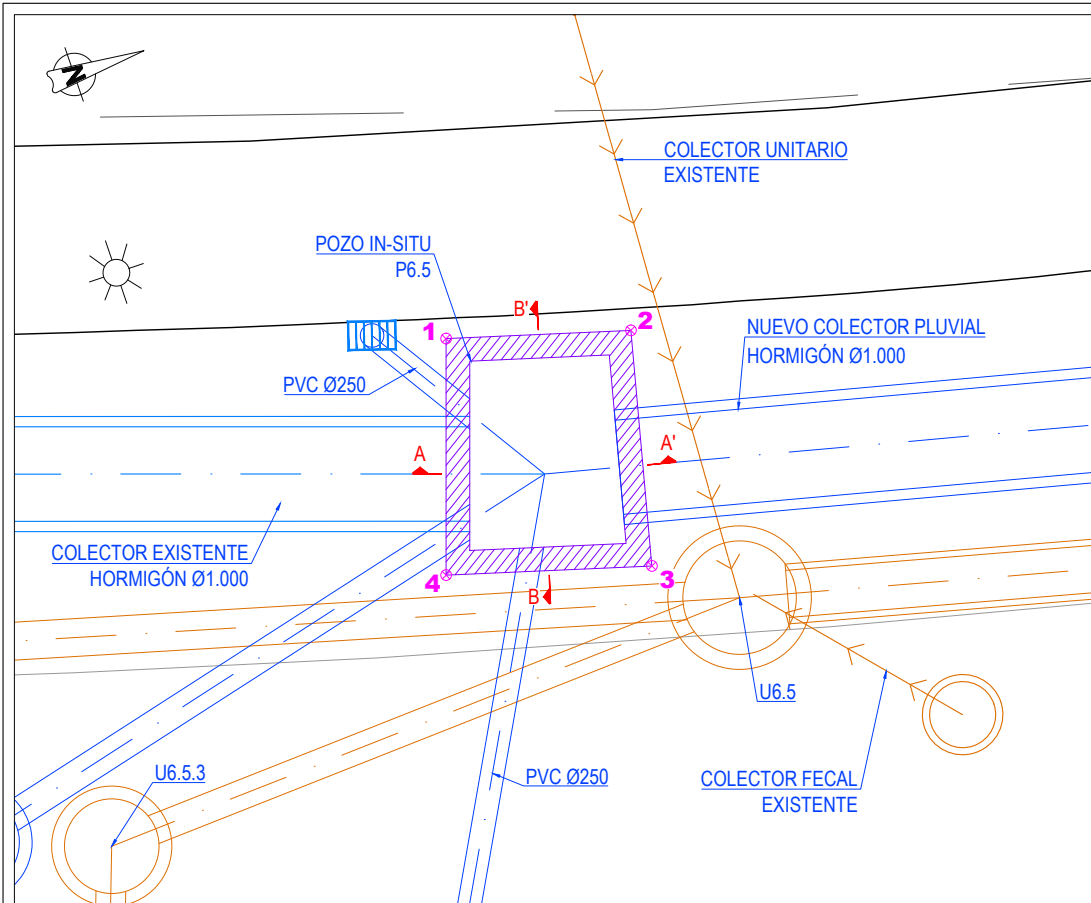 N
COLECTOR UNITARIO
EXISTENTE
POZO IN-SITU
P6.5
B'
1
2
NUEVO COLECTOR PLUVIAL
HORMIGÓN Ø1.000
PVC Ø250
A
A'
COLECTOR EXISTENTE
HORMIGÓN Ø1.000
4
3
B
U6.5
U6.5.3
PVC Ø250
COLECTOR FECAL
EXISTENTE